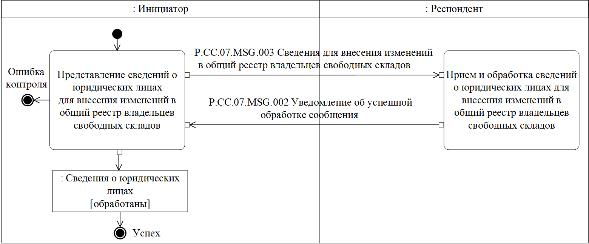 : Инициатор
: Респондент
P.CC.07.MSG.003 Сведения для внесения изменений
в общий реестр владельцев свободных складов
Ошибка
контроля
Представление сведений о
юридических лицах
для внесения изменений в
общий реестр владельцев
свободных складов
Прием и обработка сведений
о юридических лицах для
внесения изменений в
общий реестр владельцев
свободных складов
P.CC.07.MSG.002 Уведомление об успешной
обработке сообщения
: Сведения о юридических
лицах
[обработаны]
Успех